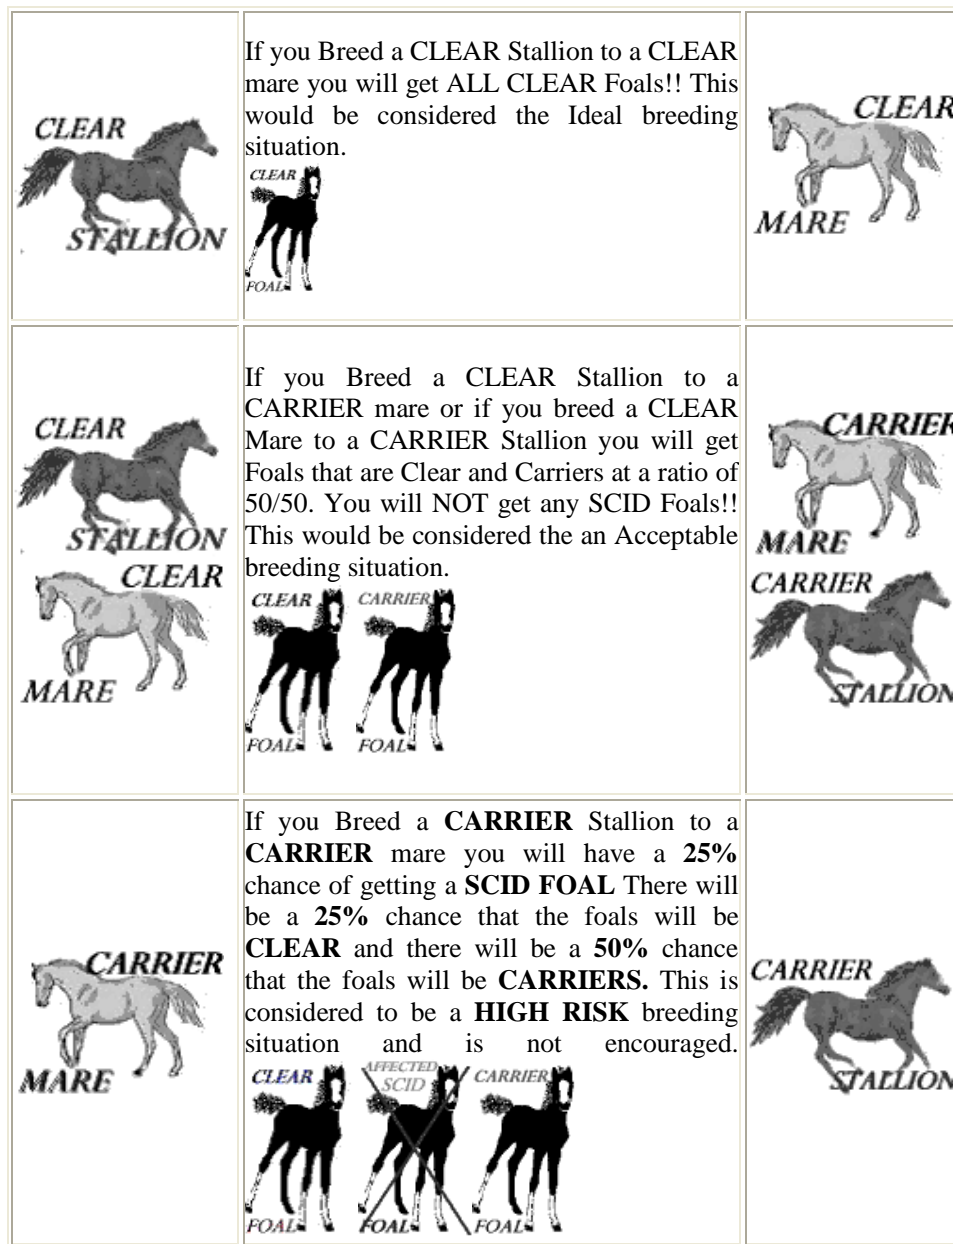 CLEAR
STALLION
If you Breed a CLEAR Stallion to a CLEAR
mare you will get ALL CLEAR Foals!! This
would be considered the Ideal breeding
situation.
CLEAR
FOAL
CLEAR
MARE
CLEAR
STALLION
CLEAR
MARE
If you Breed a CLEAR Stallion to a
CARRIER mare or if you breed a CLEAR
Mare to a CARRIER Stallion you will get
Foals that are Clear and Carriers at a ratio of
50/50. You will NOT get any SCID Foals!!
This would be considered the an Acceptable
breeding situation.
CLEAR CARRIER
FOAL FOAL
CARRIER
MARE
CARRIER
STALLION
CARRIER
MARE
If you Breed a CARRIER Stallion to a
CARRIER mare you will have a 25%
chance of getting a SCID FOAL There will
be a 25% chance that the foals will be
CLEAR and there will be a 50% chance
that the foals will be CARRIERS. This is
considered to be a HIGH RISK breeding
situation and is not encouraged.
CLEAR AFFECTED SCID CARRIER
FOAL FOAL FOAL
CARRIER
STALLION